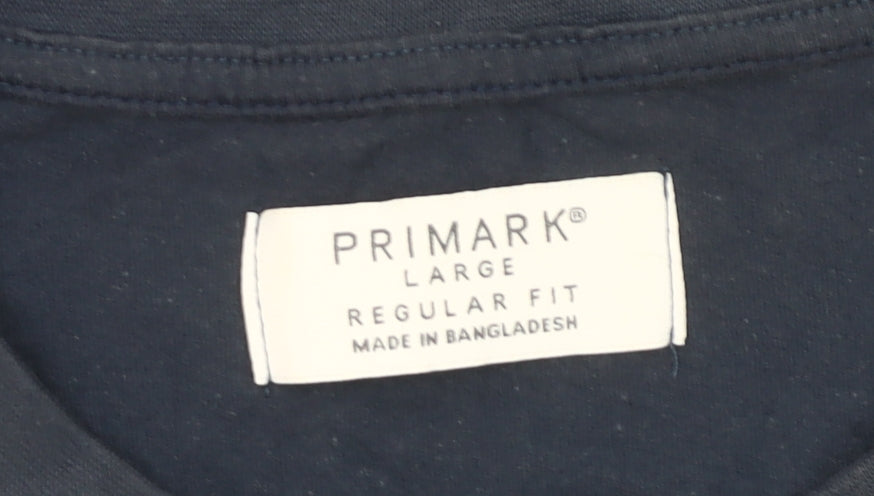 PRIMARK®
LARGE
REGULAR FIT
MADE IN BANGLADESH